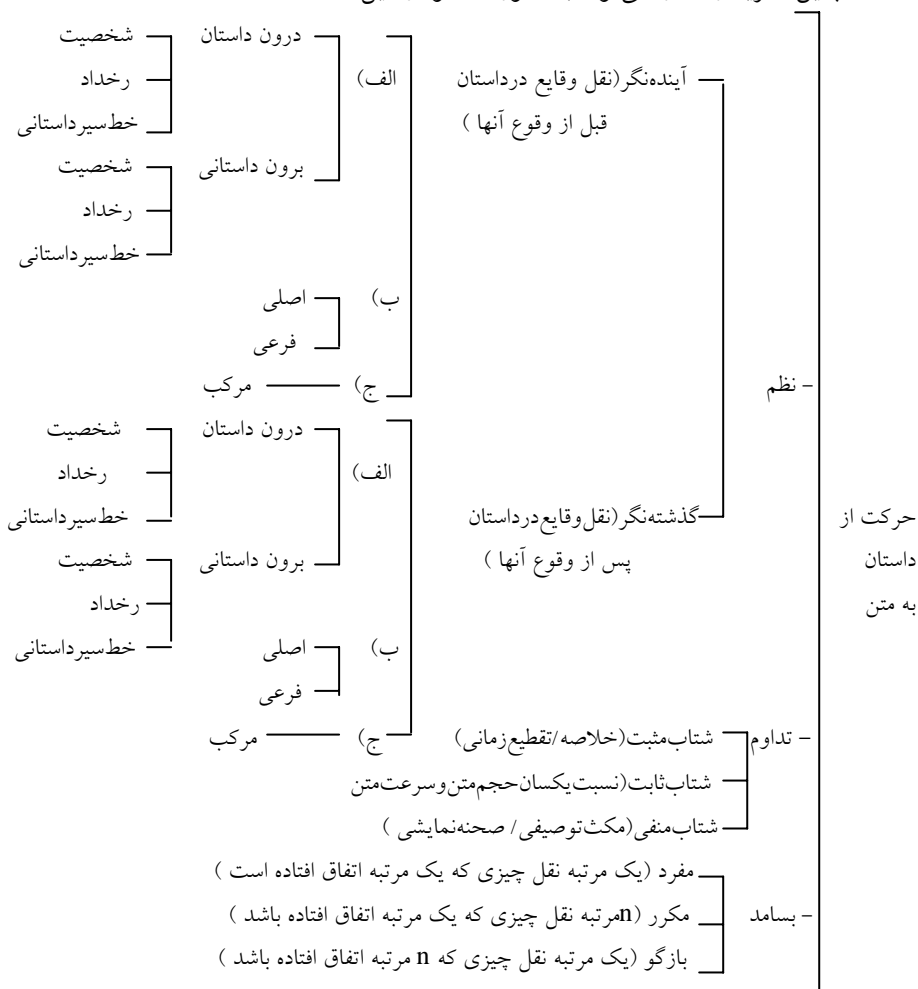 درون داستان شخصیت
آینده‌نگر(نقل وقایع درداستان الف) رخداد
قبل از وقوع آنها ) خط‌سیرداستانی
برون داستانی شخصیت
رخداد
خط‌سیرداستانی
ب) اصلی
فرعی
- نظم ج) مرکب
درون داستان شخصیت
الف) رخداد
حرکت از گذشته‌نگر(نقل‌وقایع‌درداستان خط‌سیرداستانی
داستان پس از وقوع آنها ) برون داستانی شخصیت
به متن رخداد
ب) اصلی خط‌سیرداستانی
فرعی
- تداوم شتاب‌مثبت(خلاصه/تقطیع‌زمانی) ج) مرکب
شتاب‌ثابت(نسبت‌یکسان‌حجم‌متن‌وسرعت‌متن
شتاب‌منفی(مکث‌توصیفی/ صحنه‌نمایشی )
مفرد (یک مرتبه نقل چیزی که یک مرتبه اتفاق افتاده است )
- بسامد مکرر (nمرتبه نقل چیزی که یک مرتبه اتفاق افتاده باشد )
بازگو (یک مرتبه نقل چیزی که n مرتبه اتفاق افتاده باشد )